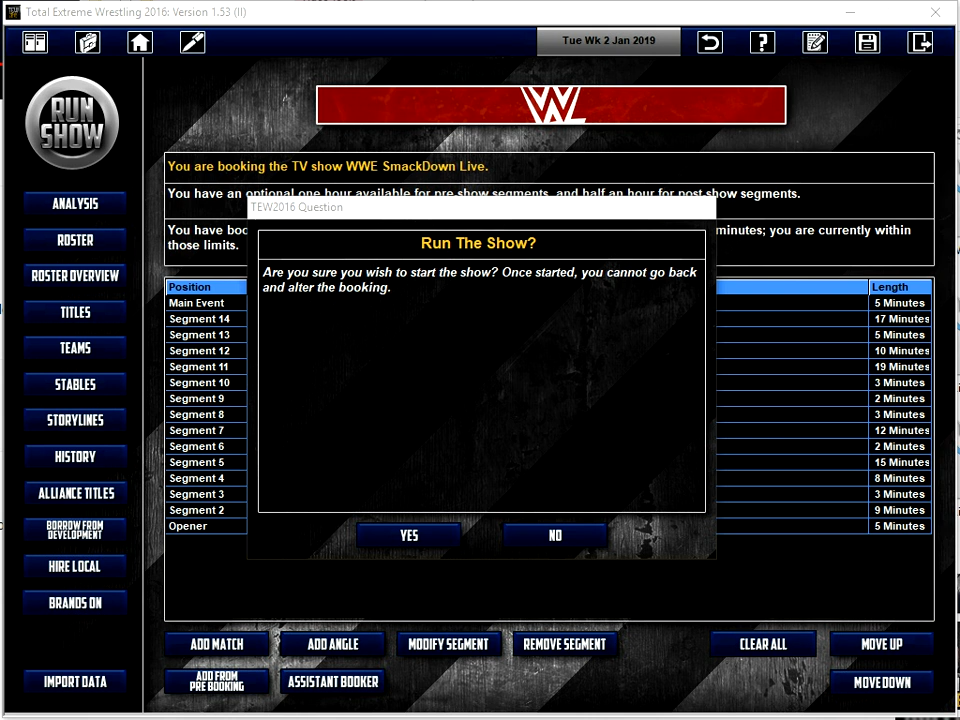 Total Extreme Wrestling 2016: Version 1.53 (II)
Tue Wk 2 Jan 2019
RUN
SHOW
You are booking the TV show WWE SmackDown Live.
You have an optional one hour available for pre-show segments, and half an hour for post show segments.
TEW2016 Question
You have boo
minutes; you are currently within
those limits.
Run The Show?
Are you sure you wish to start the show? Once started, you cannot go back
and alter the booking.
YES
NO
ANALYSIS
ROSTER
ROSTER OVERVIEW
TITLES
TEAMS
STABLES
STORYLINES
HISTORY
ALLIANCE TITLES
BORROW FROM
DEVELOPMENT
HIRE LOCAL
BRANDS ON
IMPORT DATA
Position Length
Main Event 5 Minutes
Segment 14 17 Minutes
Segment 13 5 Minutes
Segment 12 10 Minutes
Segment 11 19 Minutes
Segment 10 3 Minutes
Segment 9 2 Minutes
Segment 8 3 Minutes
Segment 7 12 Minutes
Segment 6 2 Minutes
Segment 5 15 Minutes
Segment 4 8 Minutes
Segment 3 3 Minutes
Segment 2 9 Minutes
Opener 5 Minutes
ADD MATCH
ADD ANGLE
MODIFY SEGMENT
REMOVE SEGMENT
CLEAR ALL
MOVE UP
ADD FROM
PRE BOOKING
ASSISTANT BOOKER
MOVE DOWN